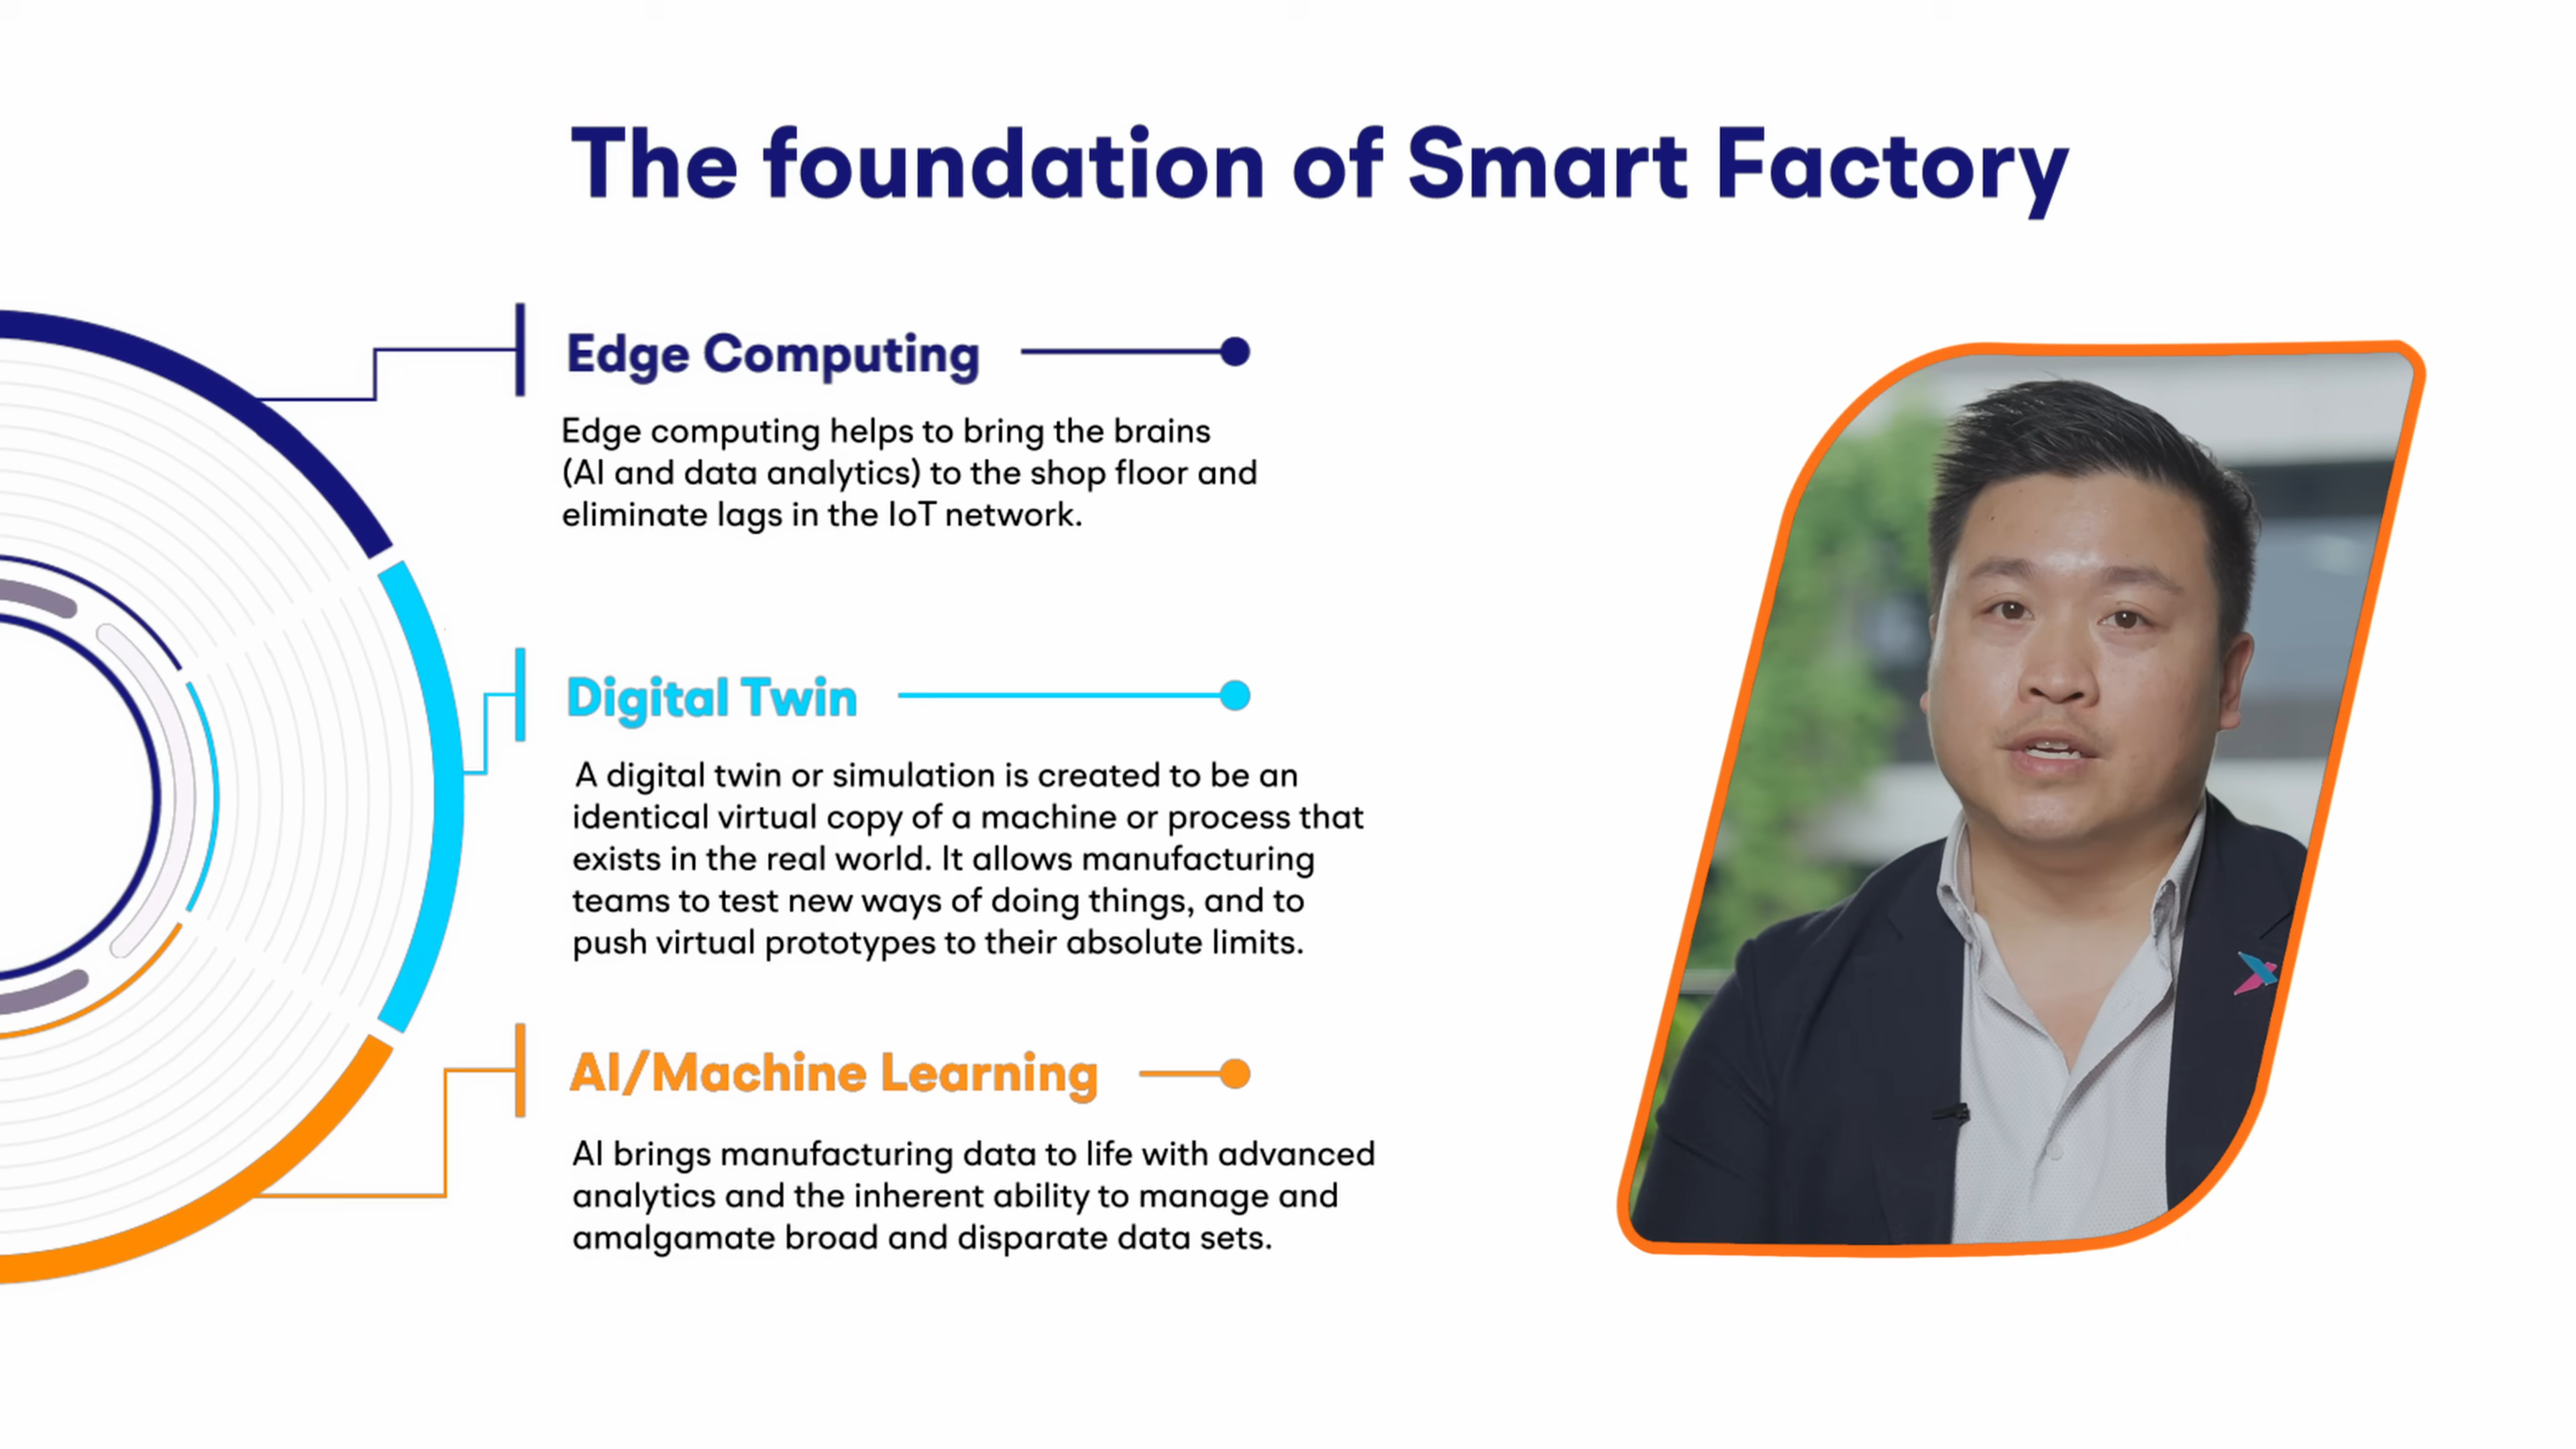 The foundation of Smart Factory
Edge Computing
Edge computing helps to bring the brains
(AI and data analytics) to the shop floor and
eliminate lags in the IoT network.
Digital Twin
A digital twin or simulation is created to be an
identical virtual copy of a machine or process that
exists in the real world. It allows manufacturing
teams to test new ways of doing things, and to
push virtual prototypes to their absolute limits.
AI/Machine Learning
AI brings manufacturing data to life with advanced
analytics and the inherent ability to manage and
amalgamate broad and disparate data sets.